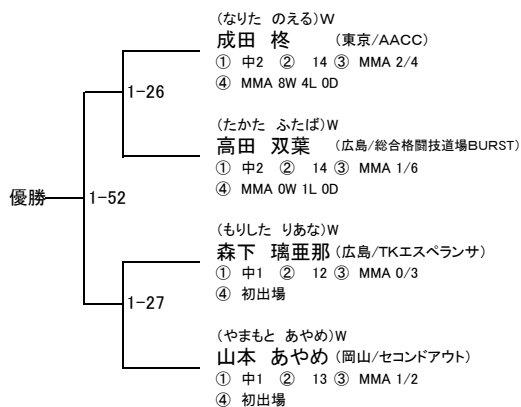 (なりた のえる)W
成田 柊 (東京/AACC)
① 中2 ② 14 ③ MMA 2/4
④ MMA 8W 4L 0D
1-26
(たかた ふたば)W
高田 双葉 (広島/総合格闘技道場BURST)
① 中2 ② 14 ③ MMA 1/6
④ MMA 0W 1L 0D
優勝
1-52
(もりした りあな)W
森下 璃亜那 (広島/TKエスペランサ)
① 中1 ② 12 ③ MMA 0/3
④ 初出場
1-27
(やまもと あやめ)W
山本 あやめ (岡山/セコンドアウト)
① 中1 ② 13 ③ MMA 1/2
④ 初出場